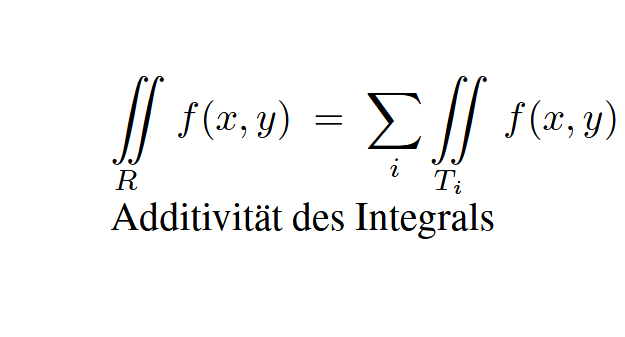 ∬_R f(x, y) = ∑_i ∬_{T_i} f(x, y)
Additivität des Integrals